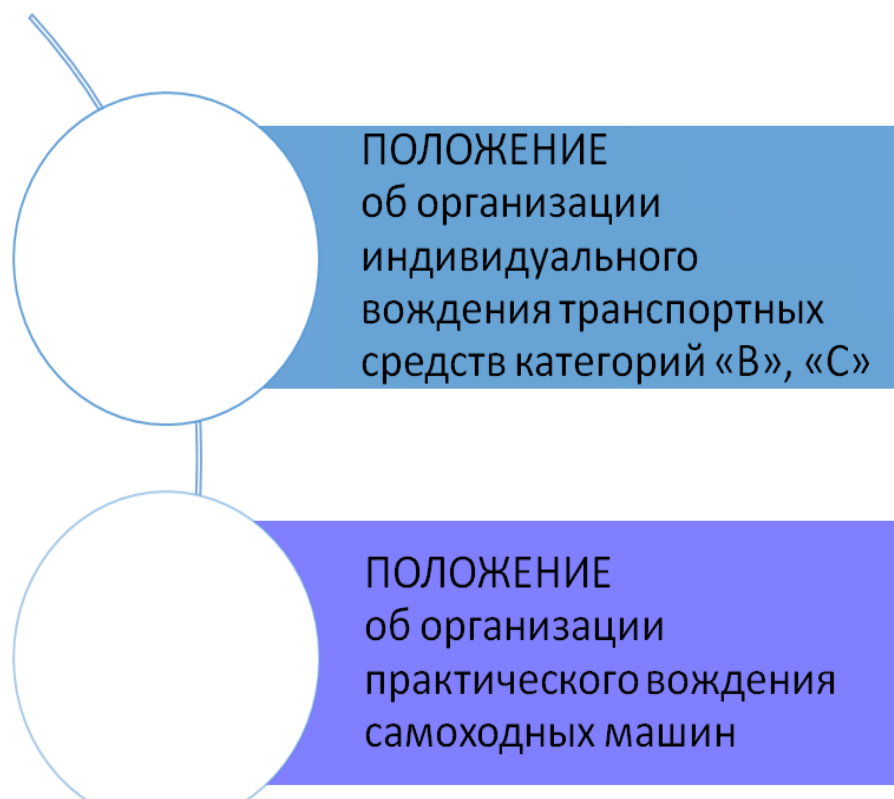 ПОЛОЖЕНИЕ
об организации
индивидуального
вождения транспортных
средств категорий «В», «С»
ПОЛОЖЕНИЕ
об организации
практического вождения
самоходных машин